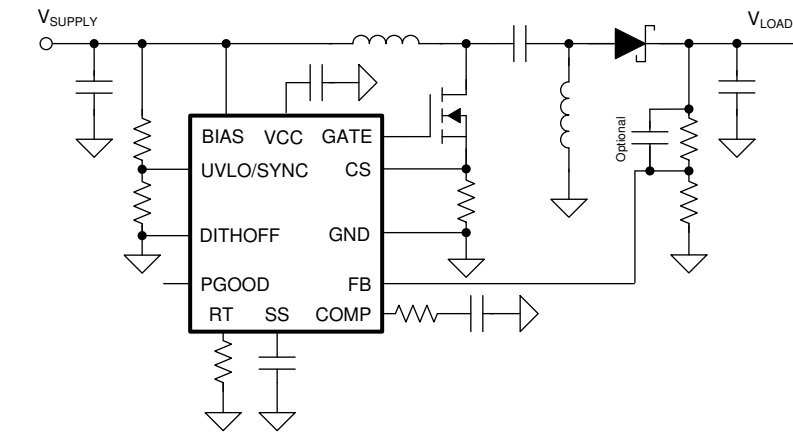 VSUPPLY
VLOAD
BIAS VCC GATE
UVLO/SYNC CS
Optional
DITHOFF GND
PGOOD FB
RT SS COMP